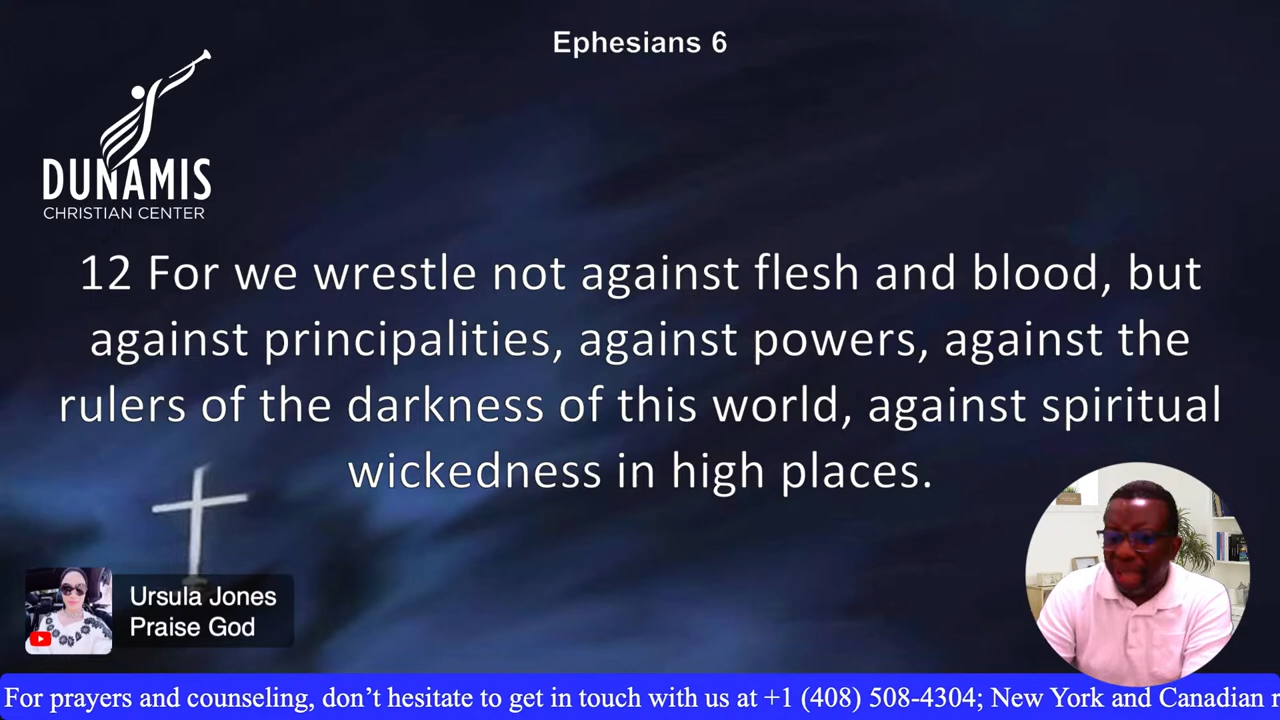 Ephesians 6
DUNAMIS
CHRISTIAN CENTER
12 For we wrestle not against flesh and blood, but
against principalities, against powers, against the
rulers of the darkness of this world, against spiritual
wickedness in high places.
Ursula Jones
Praise God
For prayers and counseling, don’t hesitate to get in touch with us at +1 (408) 508-4304; New York and Canadian